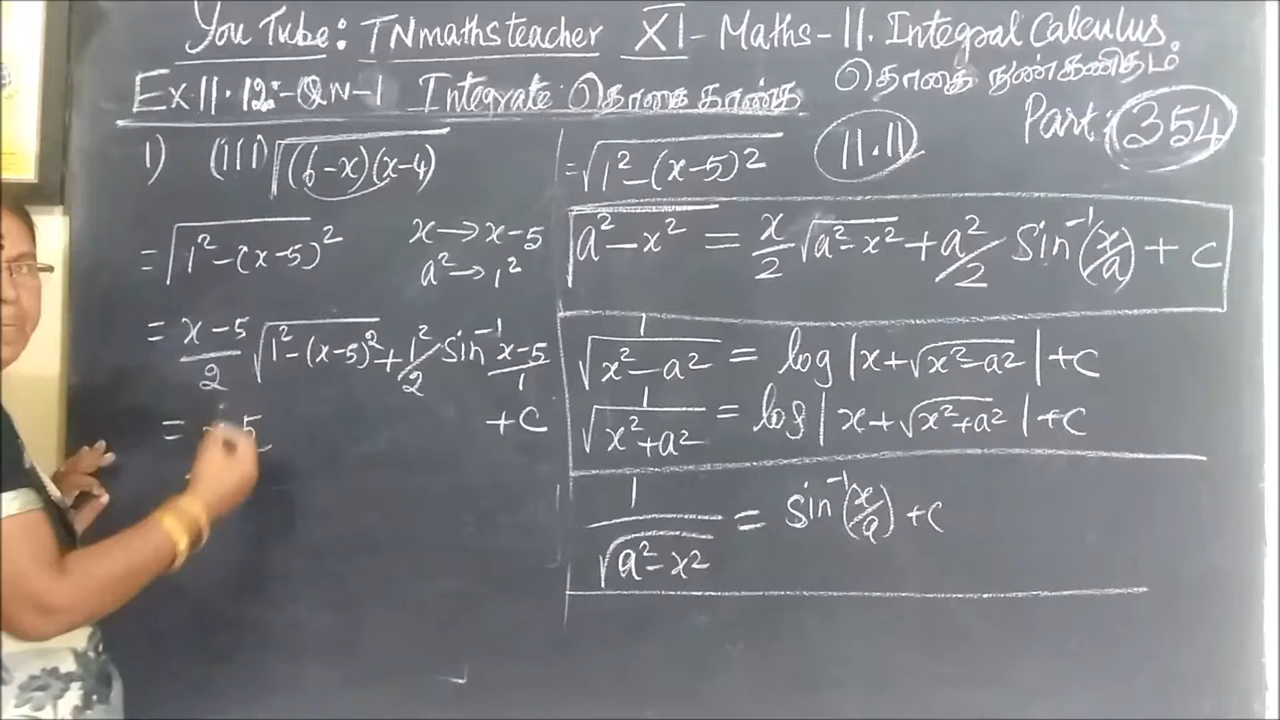 YouTube: TNmathsteacher XI - Maths - 11. Integral Calculus
தொகை நுண்கணிதம்
Ex.11.12 - QN-1 Integrate தொகை காண்க
Part: 354
1) (iii) √(6-x)(x-4)
= √1²-(x-5)²
x → x-5
a² → 1²
= x-5/2 √1²-(x-5)² + 1²/2 sin⁻¹ x-5/1
+c
=
= √1²-(x-5)² 11.11
√a²-x² = x/2 √a²-x² + a²/2 Sin⁻¹(x/a) + c
1/√x²-a² = log |x+√x²-a²| +c
1/√x²+a² = log |x+√x²+a²| +c
1/√a²-x² = sin⁻¹(x/a) +c